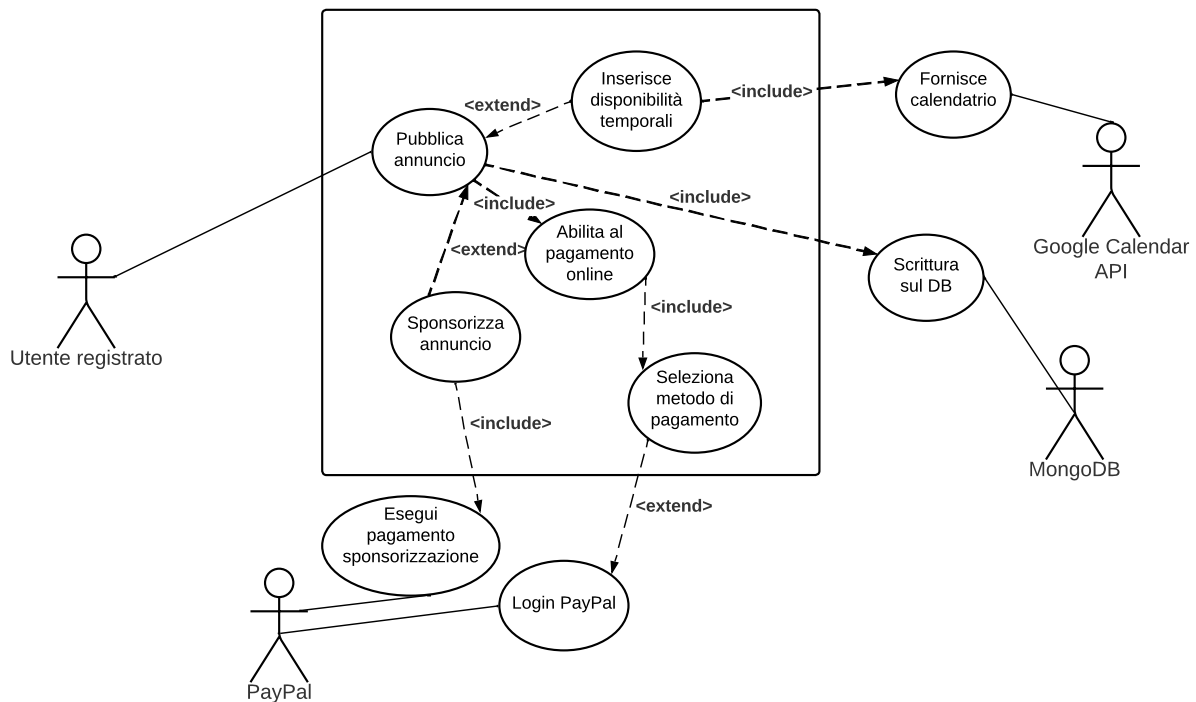 Inserisce
disponibilità
temporali
<include>
Fornisce
calendatrio
<extend>
Pubblica
annuncio
<include>
<include>
Abilita al
pagamento
online
<extend>
Google Calendar
API
Scrittura
sul DB
Utente registrato
Sponsorizza
annuncio
<include>
Seleziona
metodo di
pagamento
<include>
MongoDB
<extend>
Esegui
pagamento
sponsorizzazione
Login PayPal
PayPal